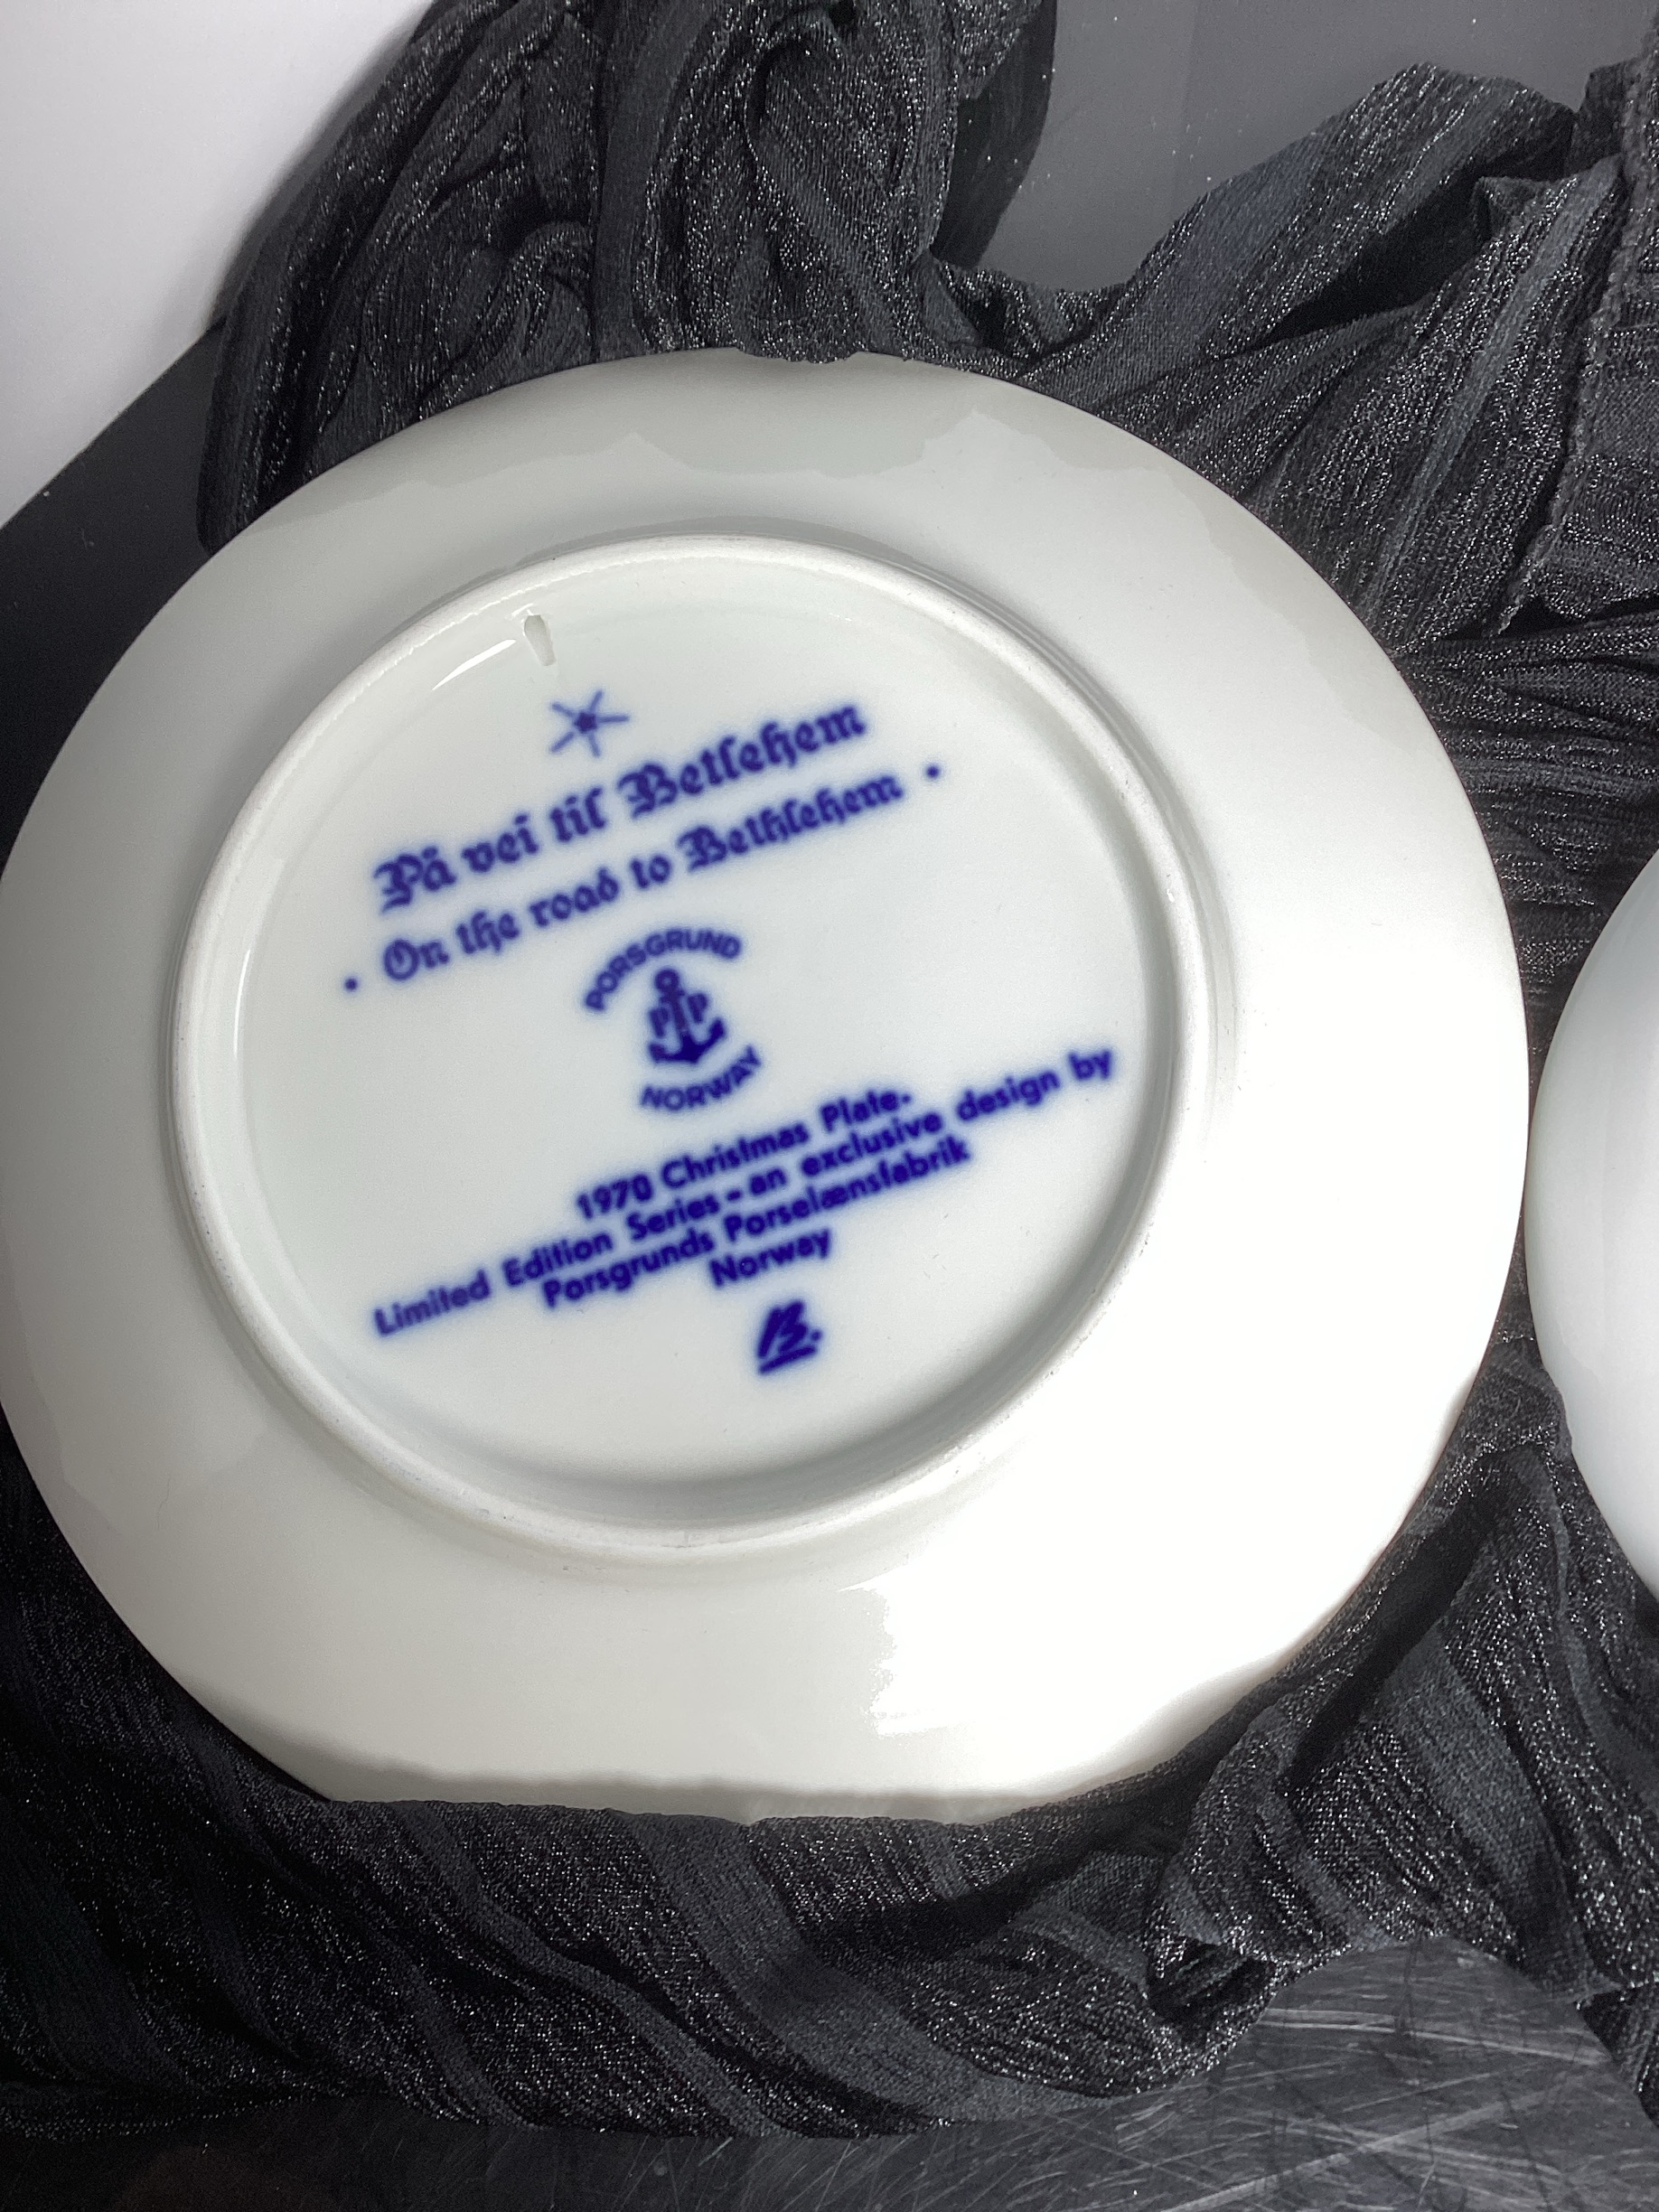 På vei til Betlehem
• On the road to Bethlehem •
PORSGRUND
PP
NORWAY
1970 Christmas Plate.
Limited Edition Series - an exclusive design by
Porsgrunds Porselænsfabrik
Norway
B.